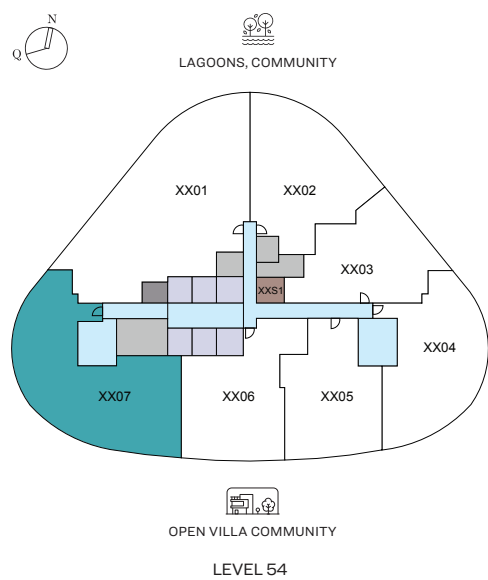 N
Q
LAGOONS, COMMUNITY
XX01
XX02
XX03
XXS1
XX04
XX07
XX06
XX05
OPEN VILLA COMMUNITY
LEVEL 54